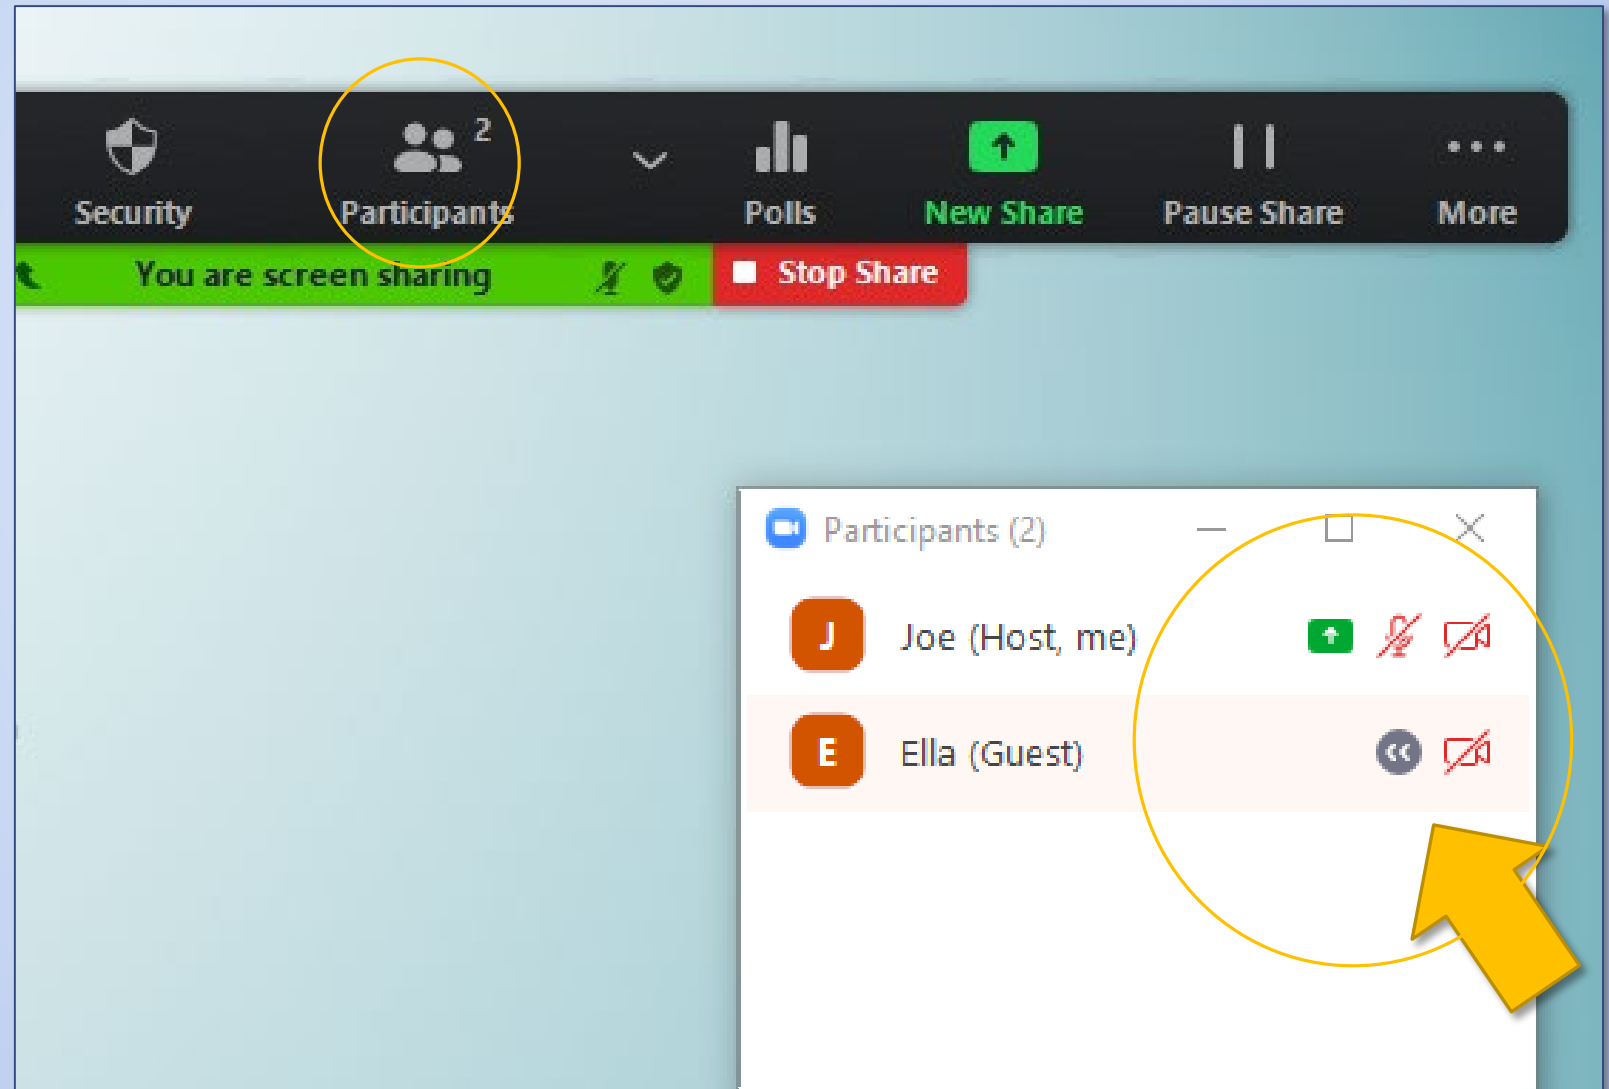 2
Security Participants Polls New Share Pause Share More
You are screen sharing Stop Share
Participants (2)
J Joe (Host, me)
E Ella (Guest) CC